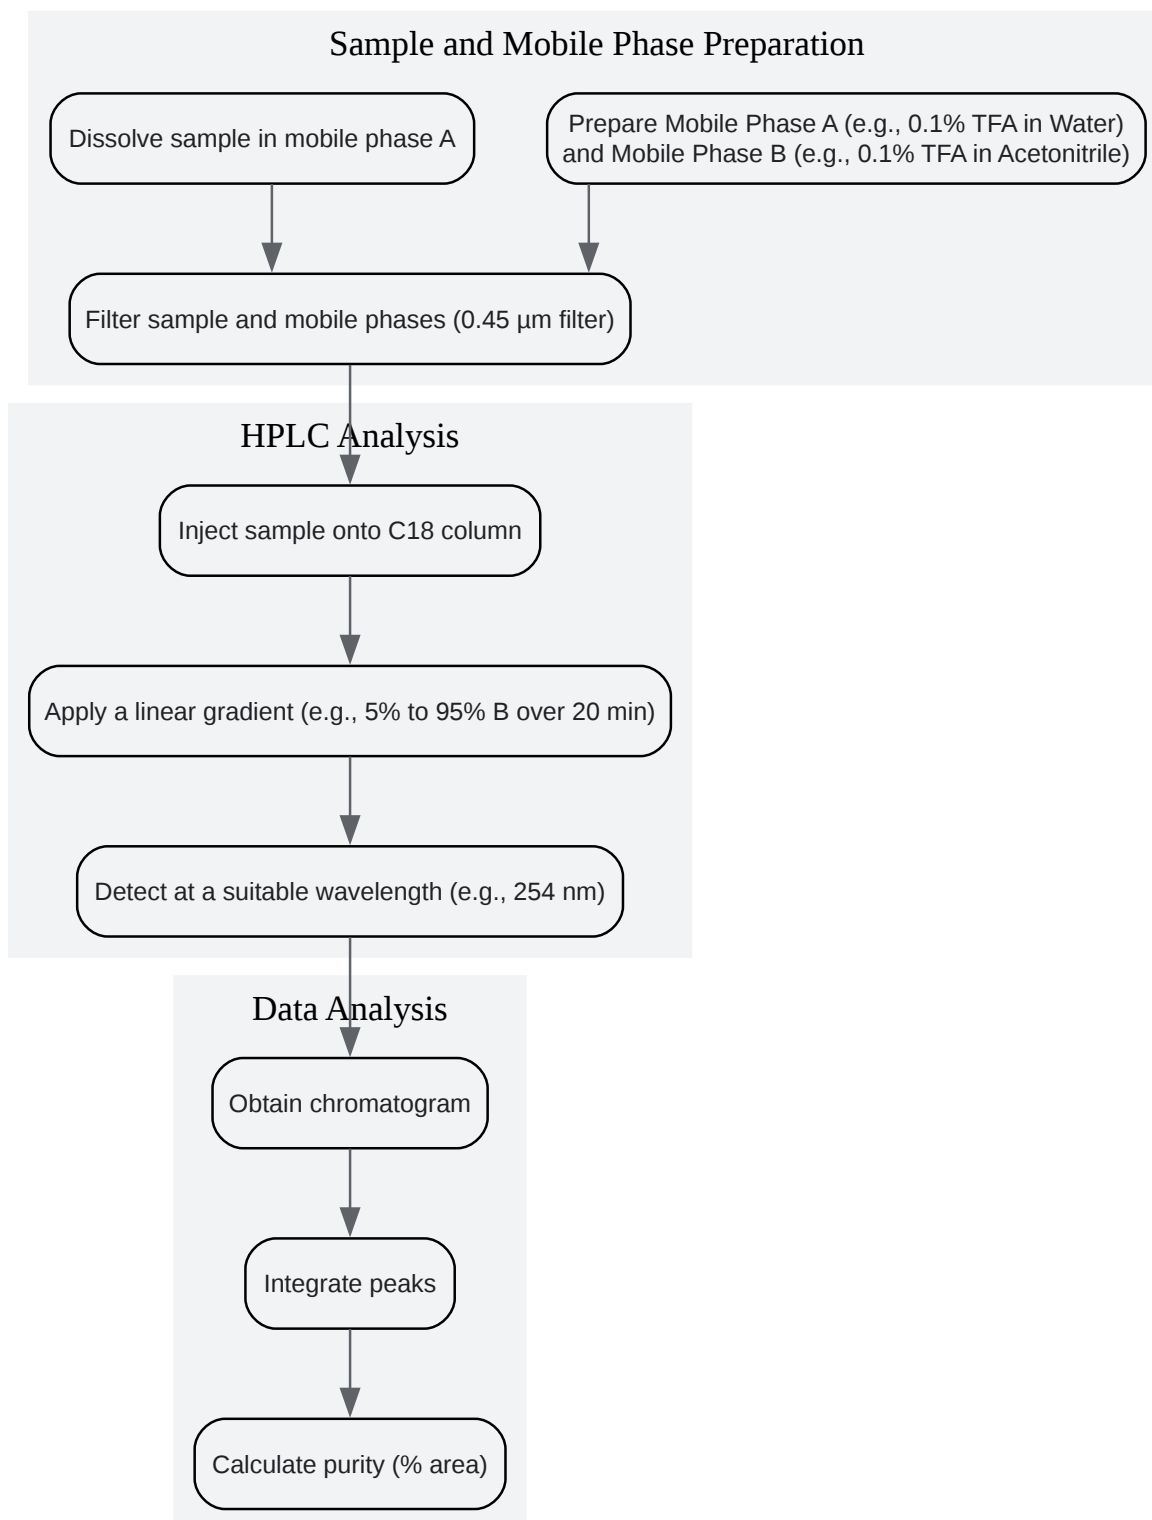 Sample and Mobile Phase Preparation
Dissolve sample in mobile phase A
Prepare Mobile Phase A (e.g., 0.1% TFA in Water)
and Mobile Phase B (e.g., 0.1% TFA in Acetonitrile)
Filter sample and mobile phases (0.45 µm filter)
HPLC Analysis
Inject sample onto C18 column
Apply a linear gradient (e.g., 5% to 95% B over 20 min)
Detect at a suitable wavelength (e.g., 254 nm)
Data Analysis
Obtain chromatogram
Integrate peaks
Calculate purity (% area)